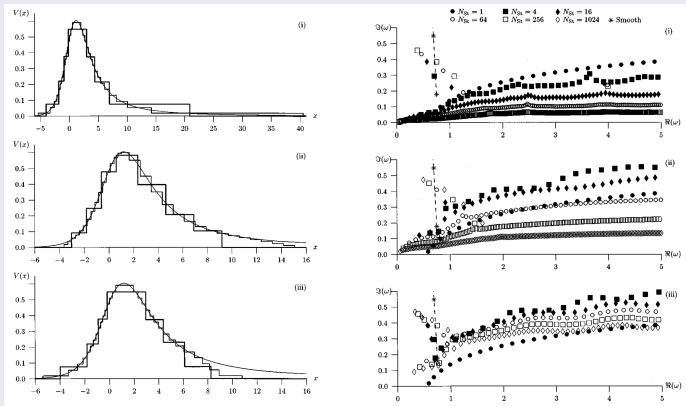 V(x)
(i)
0.5
0.4
0.3
0.2
0.1
0.0
−5 0 5 10 15 20 25 30 35 40 x
V(x)
(ii)
0.6
0.5
0.4
0.3
0.2
0.1
0.0
−6 −4 −2 0 2 4 6 8 10 12 14 16 x
V(x)
(iii)
0.6
0.5
0.4
0.3
0.2
0.1
0.0
−6 −4 −2 0 2 4 6 8 10 12 14 16 x
● N_St = 1 ■ N_St = 4 ♦ N_St = 16
○ N_St = 64 □ N_St = 256 ◊ N_St = 1024 ∗ Smooth
ℑ(ω)
(i)
0.5
0.4
0.3
0.2
0.1
0.0
0 1 2 3 4 5 ℜ(ω)
ℑ(ω)
(ii)
0.5
0.4
0.3
0.2
0.1
0.0
0 1 2 3 4 5 ℜ(ω)
ℑ(ω)
(iii)
0.5
0.4
0.3
0.2
0.1
0.0
0 1 2 3 4 5 ℜ(ω)